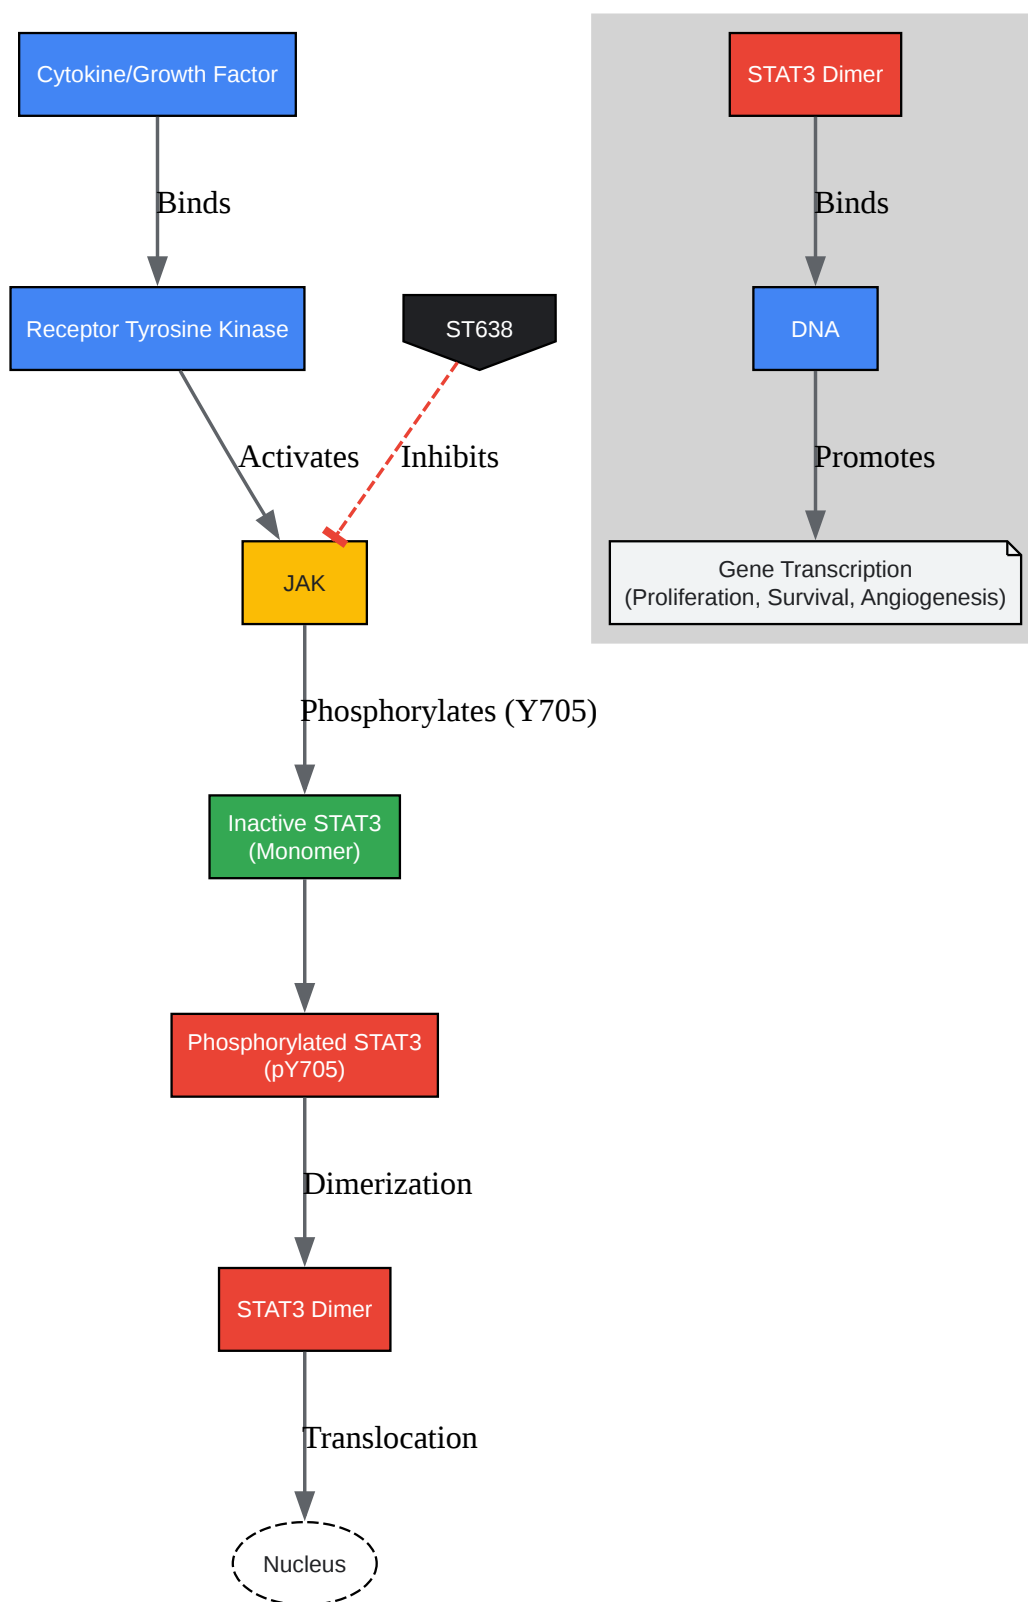 Cytokine/Growth Factor
Binds
Receptor Tyrosine Kinase
ST638
Activates
Inhibits
JAK
Phosphorylates (Y705)
Inactive STAT3
(Monomer)
Phosphorylated STAT3
(pY705)
Dimerization
STAT3 Dimer
Translocation
Nucleus
STAT3 Dimer
Binds
DNA
Promotes
Gene Transcription
(Proliferation, Survival, Angiogenesis)